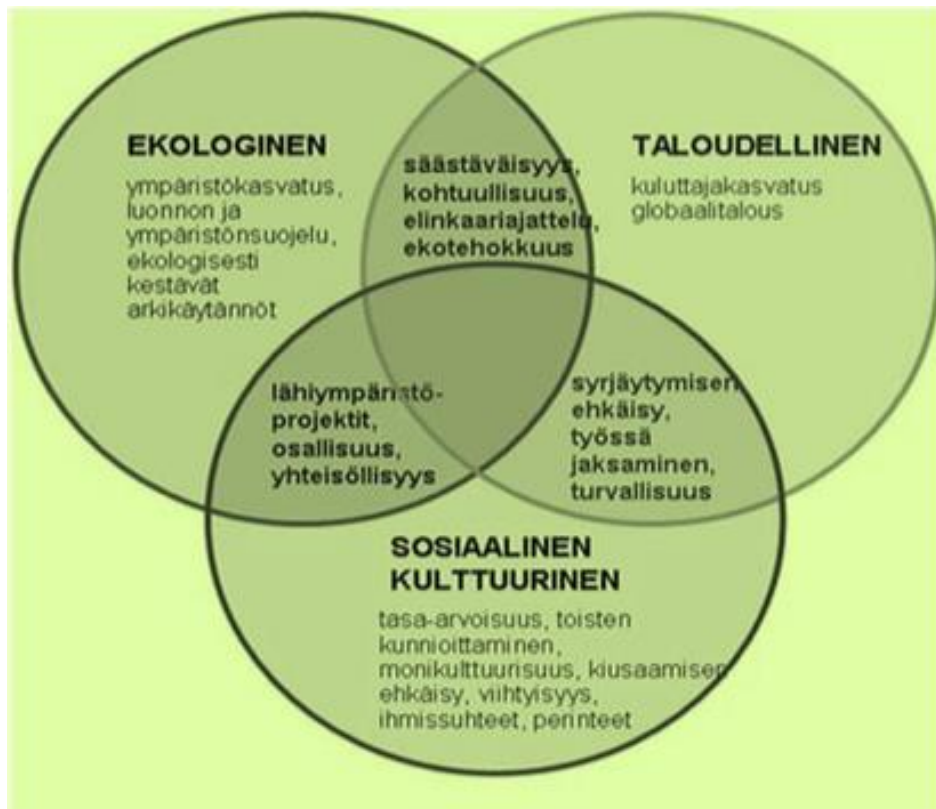 EKOLOGINEN
ympäristökasvatus,
luonnon ja
ympäristönsuojelu,
ekologisesti
kestävät
arkikäytännöt
säästäväisyys,
kohtuullisuus,
elinkaariajattelu,
ekotehokkuus
TALOUDELLINEN
kuluttajakasvatus
globaalitalous
lähiympäristö-
projektit,
osallisuus,
yhteisöllisyys
syrjäytymisen
ehkäisy,
työssä
jaksaminen,
turvallisuus
SOSIAALINEN
KULTTUURINEN
tasa-arvoisuus, toisten
kunnioittaminen,
monikulttuurisuus, kiusaamisen
ehkäisy, viihtyisyys,
ihmissuhteet, perinteet